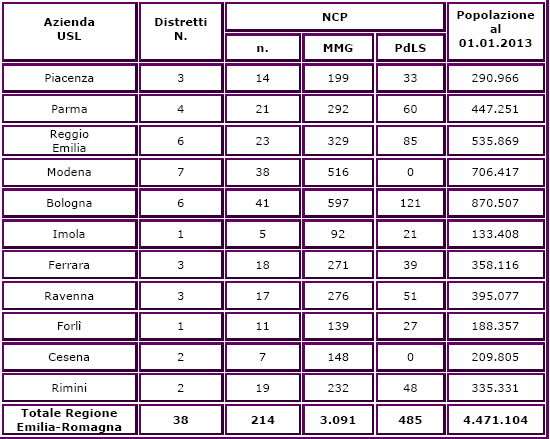 Azienda USL Distretti N. NCP Popolazione al 01.01.2013
n. MMG PdLS
Piacenza 3 14 199 33 290.966
Parma 4 21 292 60 447.251
Reggio Emilia 6 23 329 85 535.869
Modena 7 38 516 0 706.417
Bologna 6 41 597 121 870.507
Imola 1 5 92 21 133.408
Ferrara 3 18 271 39 358.116
Ravenna 3 17 276 51 395.077
Forlì 1 11 139 27 188.357
Cesena 2 7 148 0 209.805
Rimini 2 19 232 48 335.331
Totale Regione Emilia-Romagna 38 214 3.091 485 4.471.104